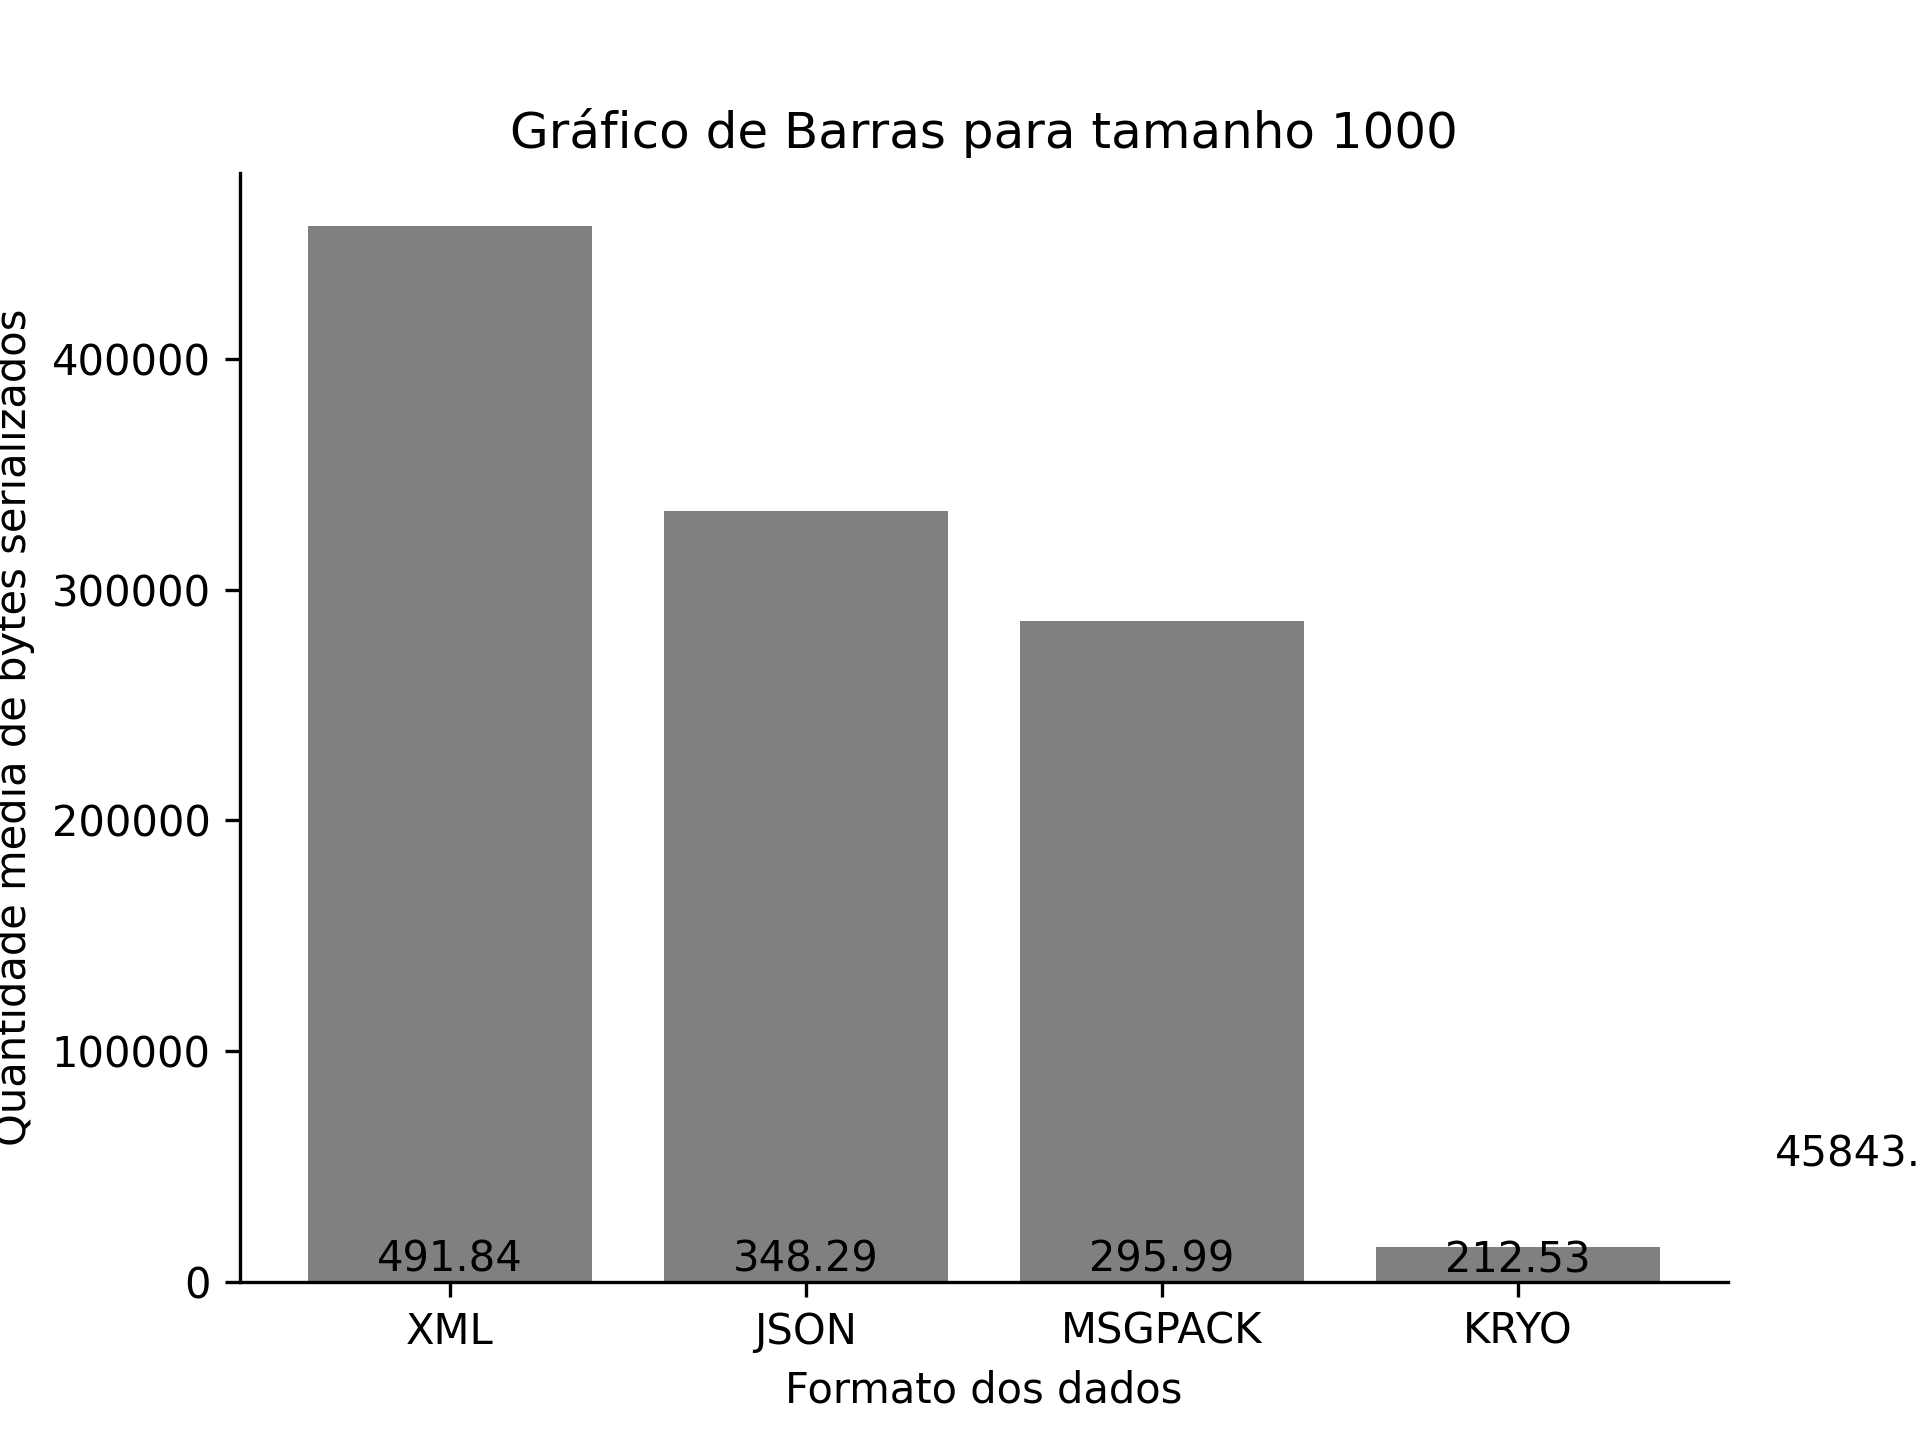 Gráfico de Barras para tamanho 1000
Quantidade media de bytes serializados
400000
300000
200000
100000
0
45843.
491.84
348.29
295.99
212.53
XML
JSON
MSGPACK
KRYO
Formato dos dados